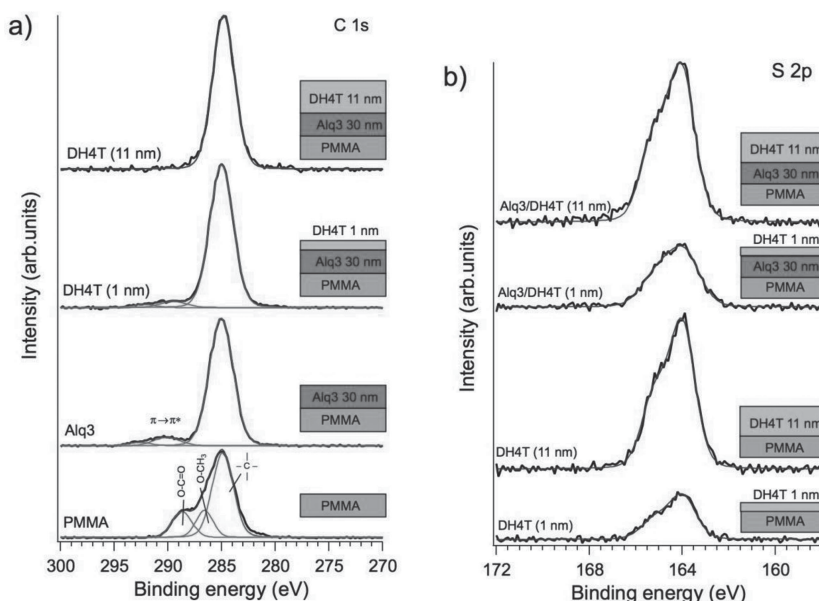 a)
C 1s
DH4T 11 nm
Alq3 30 nm
PMMA
DH4T (11 nm)
DH4T 1 nm
Alq3 30 nm
PMMA
DH4T (1 nm)
Alq3 30 nm
PMMA
π→π*
Alq3
O-C=O
O-CH3
–C–
PMMA
PMMA
Intensity (arb.units)
300 295 290 285 280 275 270
Binding energy (eV)
b)
S 2p
DH4T 11 nm
Alq3 30 nm
PMMA
Alq3/DH4T (11 nm)
DH4T 1 nm
Alq3 30 nm
PMMA
Alq3/DH4T (1 nm)
DH4T 11 nm
PMMA
DH4T (11 nm)
DH4T 1 nm
PMMA
DH4T (1 nm)
Intensity (arb.units)
172 168 164 160
Binding energy (eV)